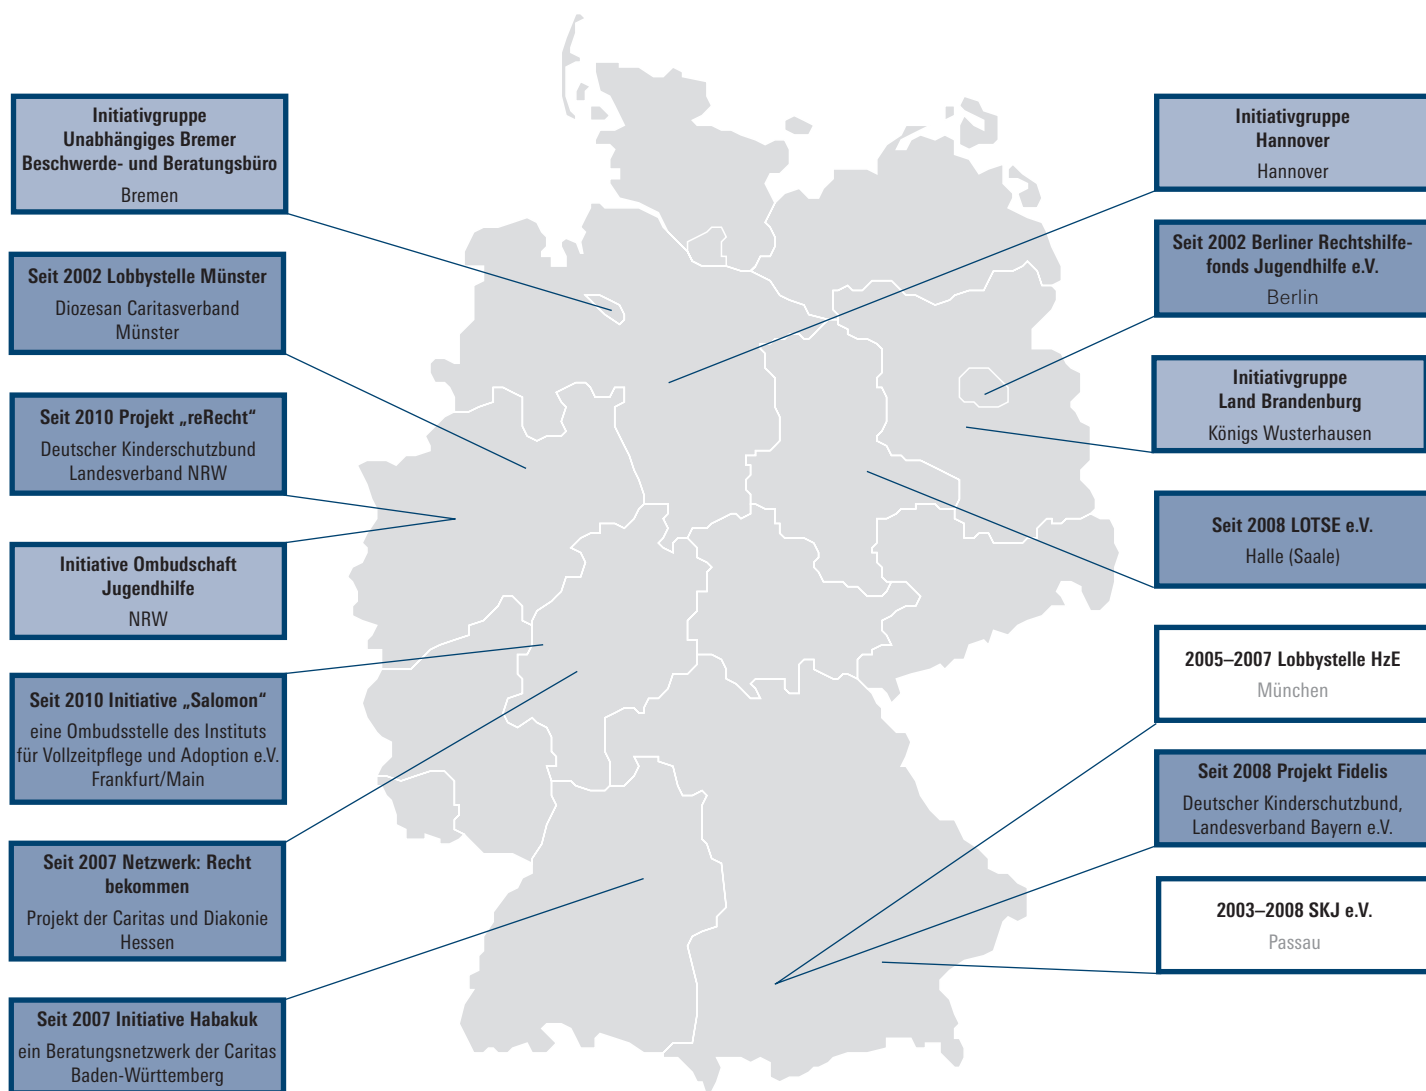 Initiativgruppe
Unabhängiges Bremer
Beschwerde- und Beratungsbüro
Bremen
Seit 2002 Lobbystelle Münster
Diozesan Caritasverband
Münster
Seit 2010 Projekt „reRecht“
Deutscher Kinderschutzbund
Landesverband NRW
Initiative Ombudschaft
Jugendhilfe
NRW
Seit 2010 Initiative „Salomon“
eine Ombudsstelle des Instituts
für Vollzeitpflege und Adoption e.V.
Frankfurt/Main
Seit 2007 Netzwerk: Recht
bekommen
Projekt der Caritas und Diakonie
Hessen
Seit 2007 Initiative Habakuk
ein Beratungsnetzwerk der Caritas
Baden-Württemberg
Initiativgruppe
Hannover
Hannover
Seit 2002 Berliner Rechtshilfe-
fonds Jugendhilfe e.V.
Berlin
Initiativgruppe
Land Brandenburg
Königs Wusterhausen
Seit 2008 LOTSE e.V.
Halle (Saale)
2005–2007 Lobbystelle HzE
München
Seit 2008 Projekt Fidelis
Deutscher Kinderschutzbund,
Landesverband Bayern e.V.
2003–2008 SKJ e.V.
Passau